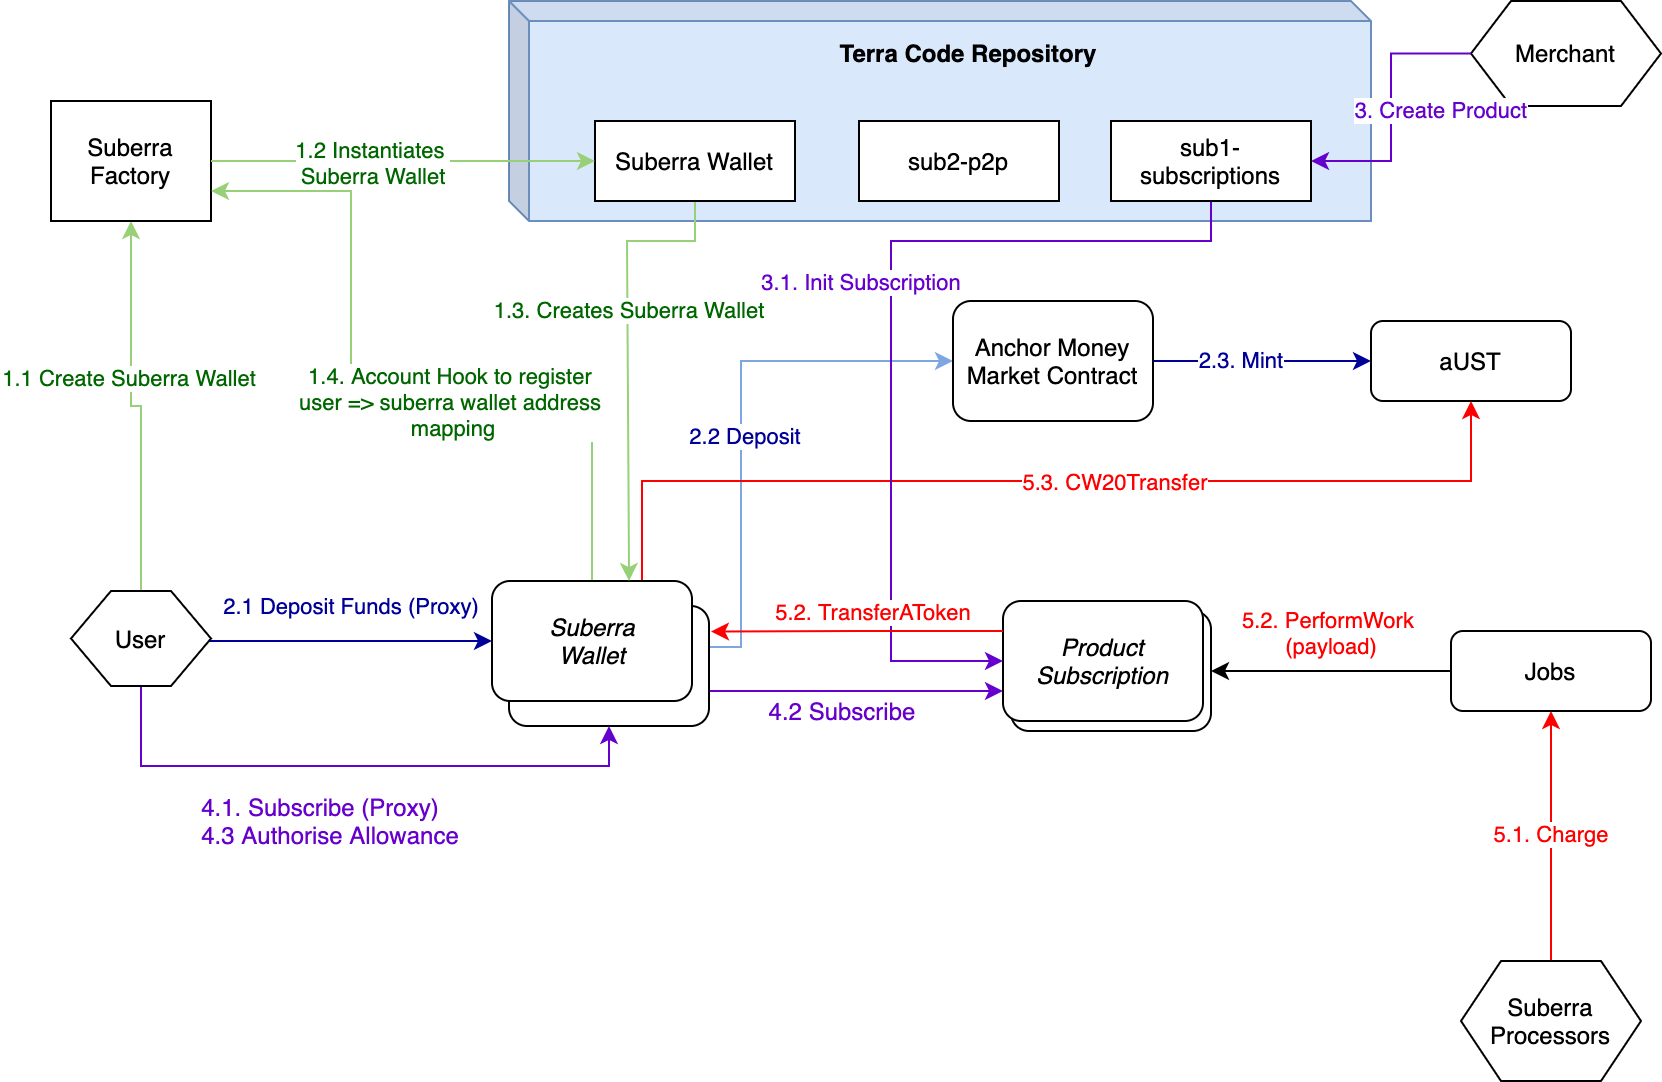 Terra Code Repository
Merchant
3. Create Product
Suberra
Factory
1.2 Instantiates
Suberra Wallet
Suberra Wallet
sub2-p2p
sub1-
subscriptions
3.1. Init Subscription
1.3. Creates Suberra Wallet
Anchor Money
Market Contract
2.3. Mint
aUST
1.1 Create Suberra Wallet
1.4. Account Hook to register
user => suberra wallet address
mapping
2.2 Deposit
5.3. CW20Transfer
2.1 Deposit Funds (Proxy)
User
Suberra
Wallet
5.2. TransferAToken
Product
Subscription
5.2. PerformWork
(payload)
Jobs
4.2 Subscribe
4.1. Subscribe (Proxy)
4.3 Authorise Allowance
5.1. Charge
Suberra
Processors